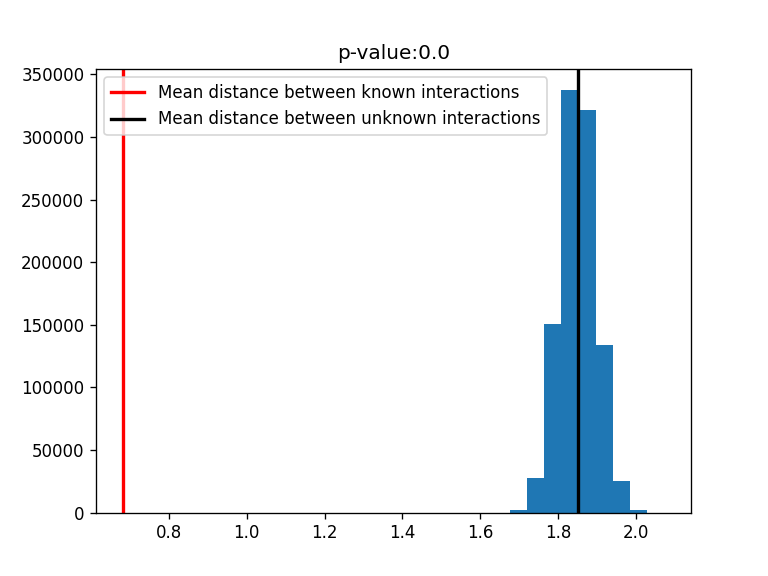 p-value:0.0
350000
300000
250000
200000
150000
100000
50000
0
Mean distance between known interactions
Mean distance between unknown interactions
0.8 1.0 1.2 1.4 1.6 1.8 2.0